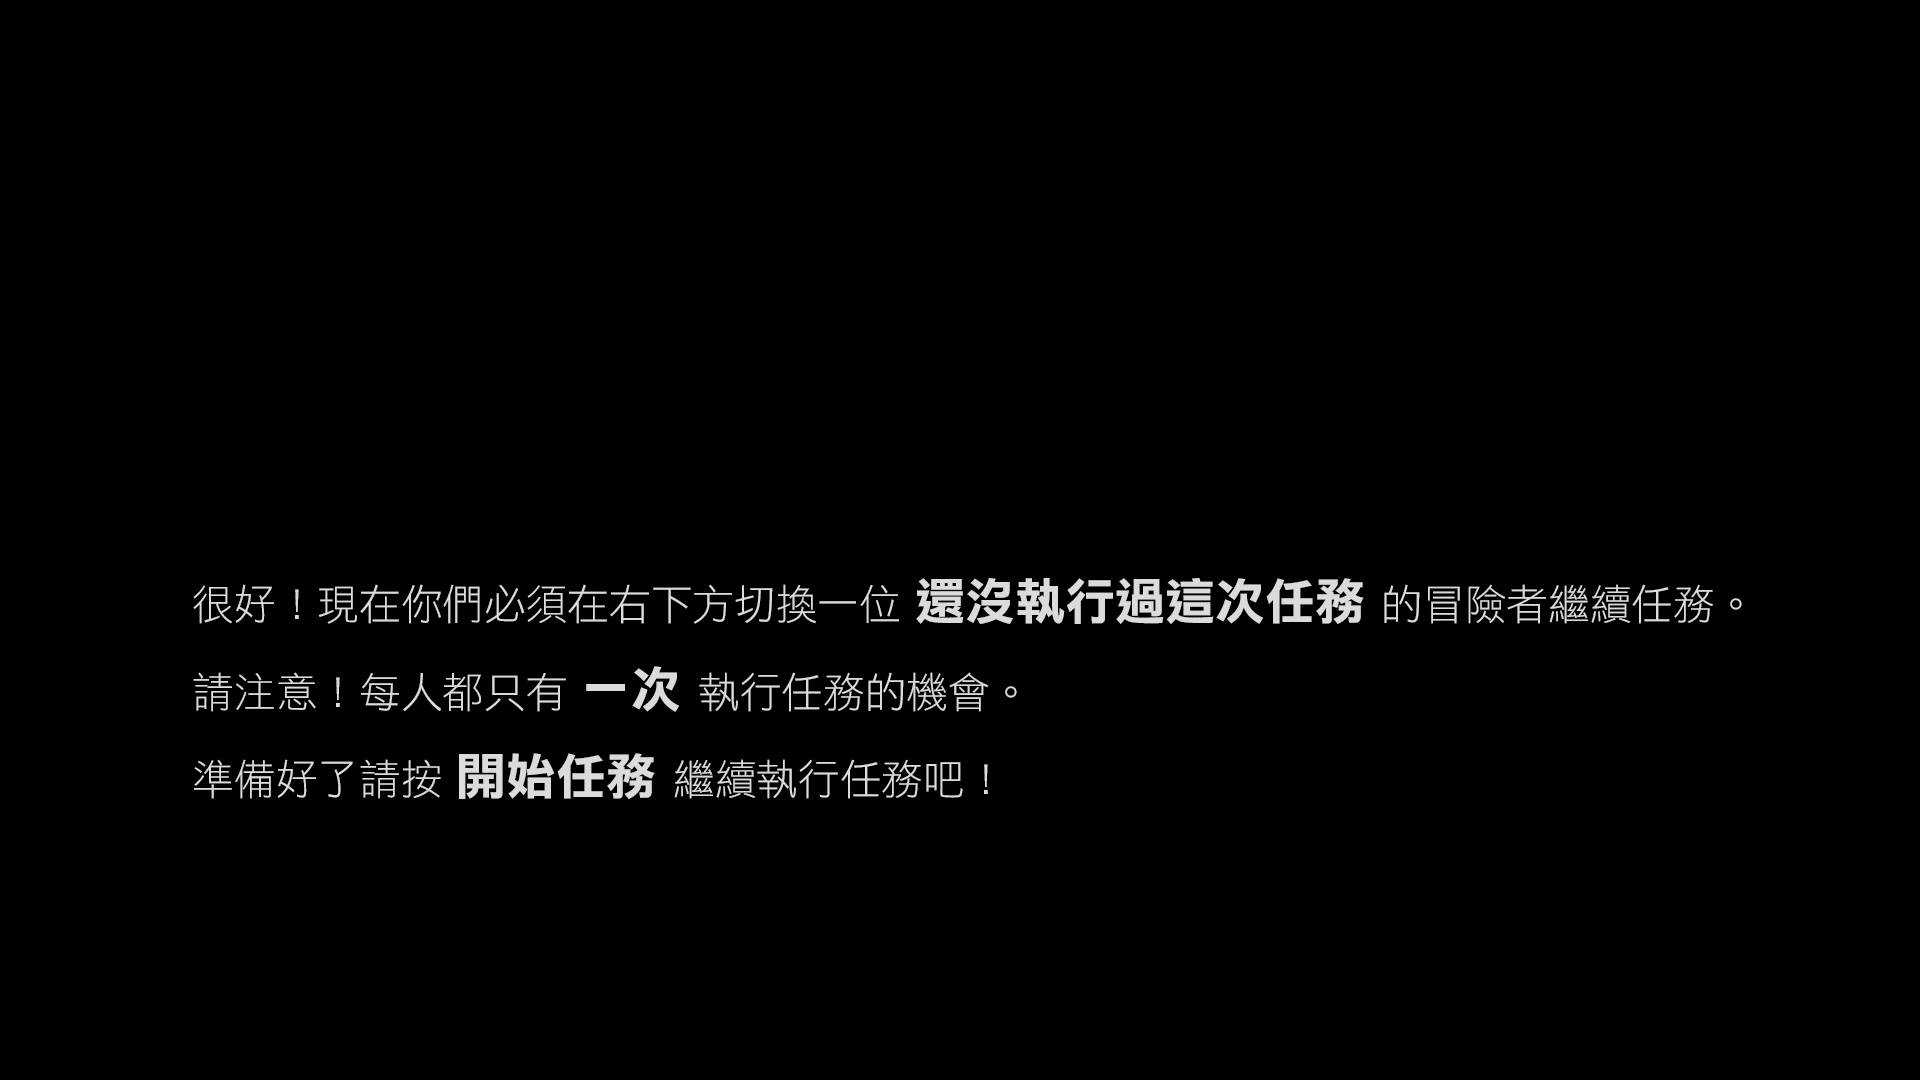 很好！現在你們必須在右下方切換一位 還沒執行過這次任務 的冒險者繼續任務。
請注意！每人都只有 一次 執行任務的機會。
準備好了請按 開始任務 繼續執行任務吧！